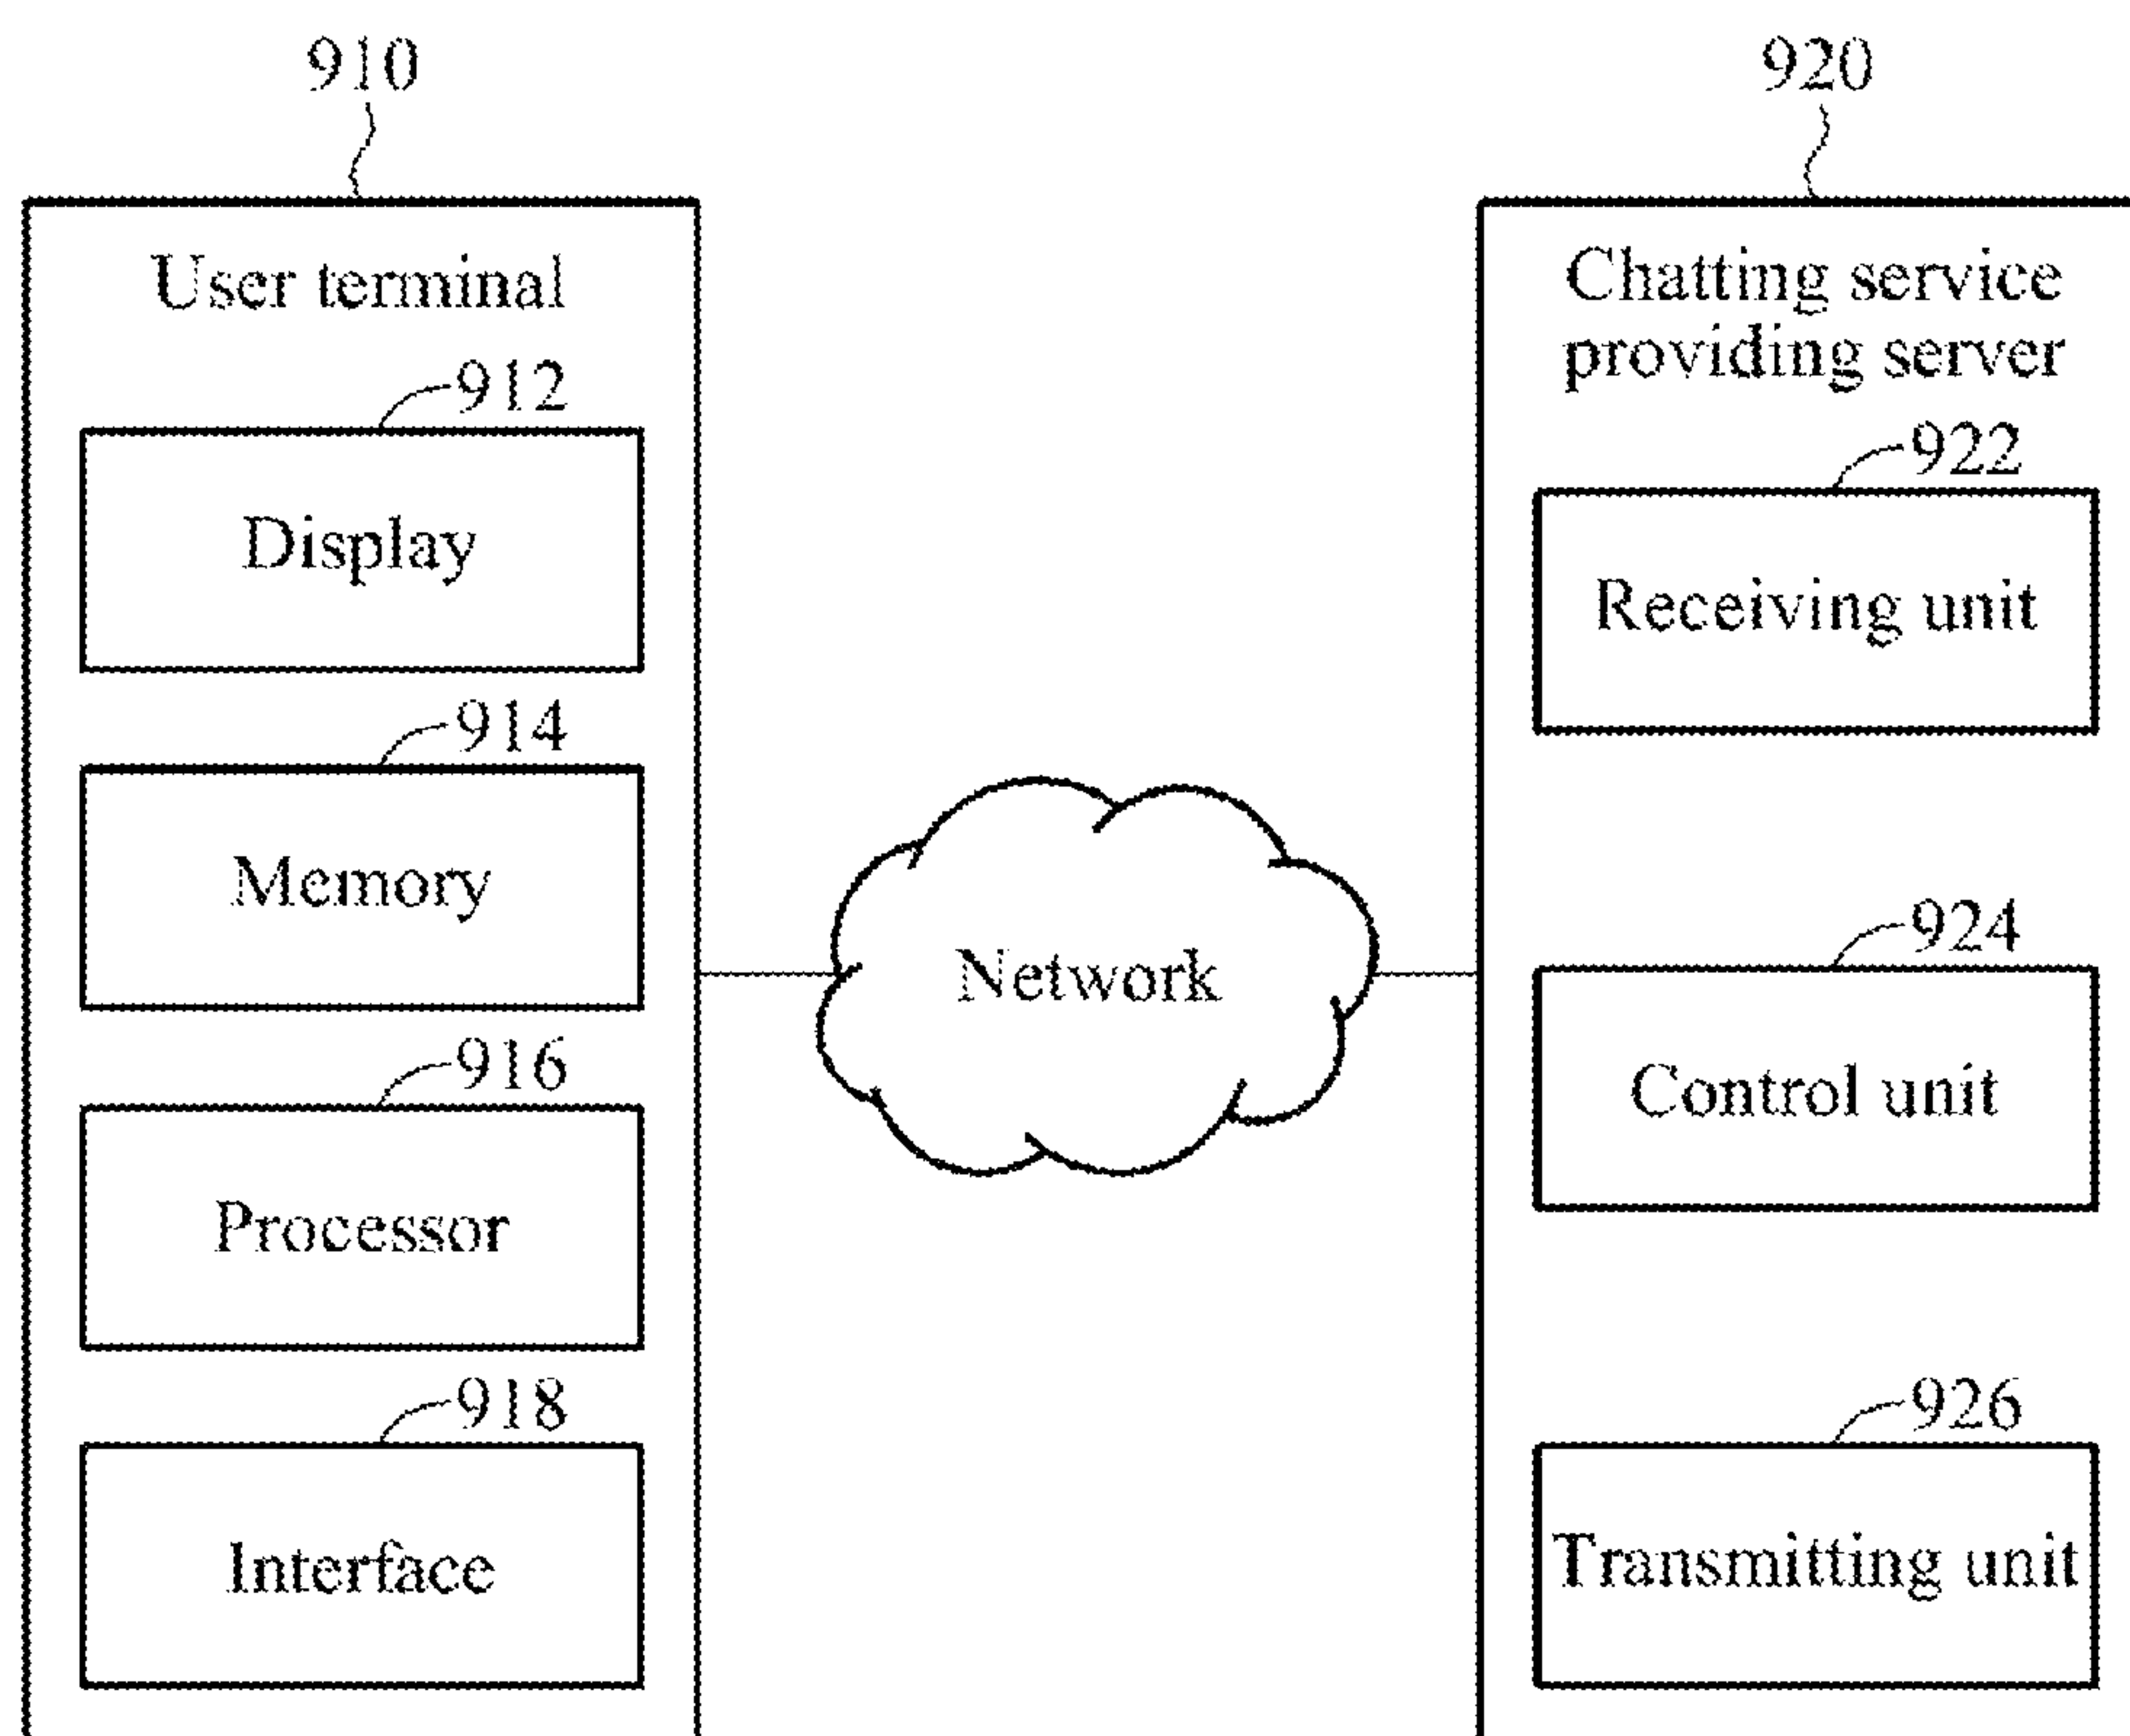 910
User terminal
912
Display
914
Memory
916
Processor
918
Interface
Network
920
Chatting service
providing server
922
Receiving unit
924
Control unit
926
Transmitting unit